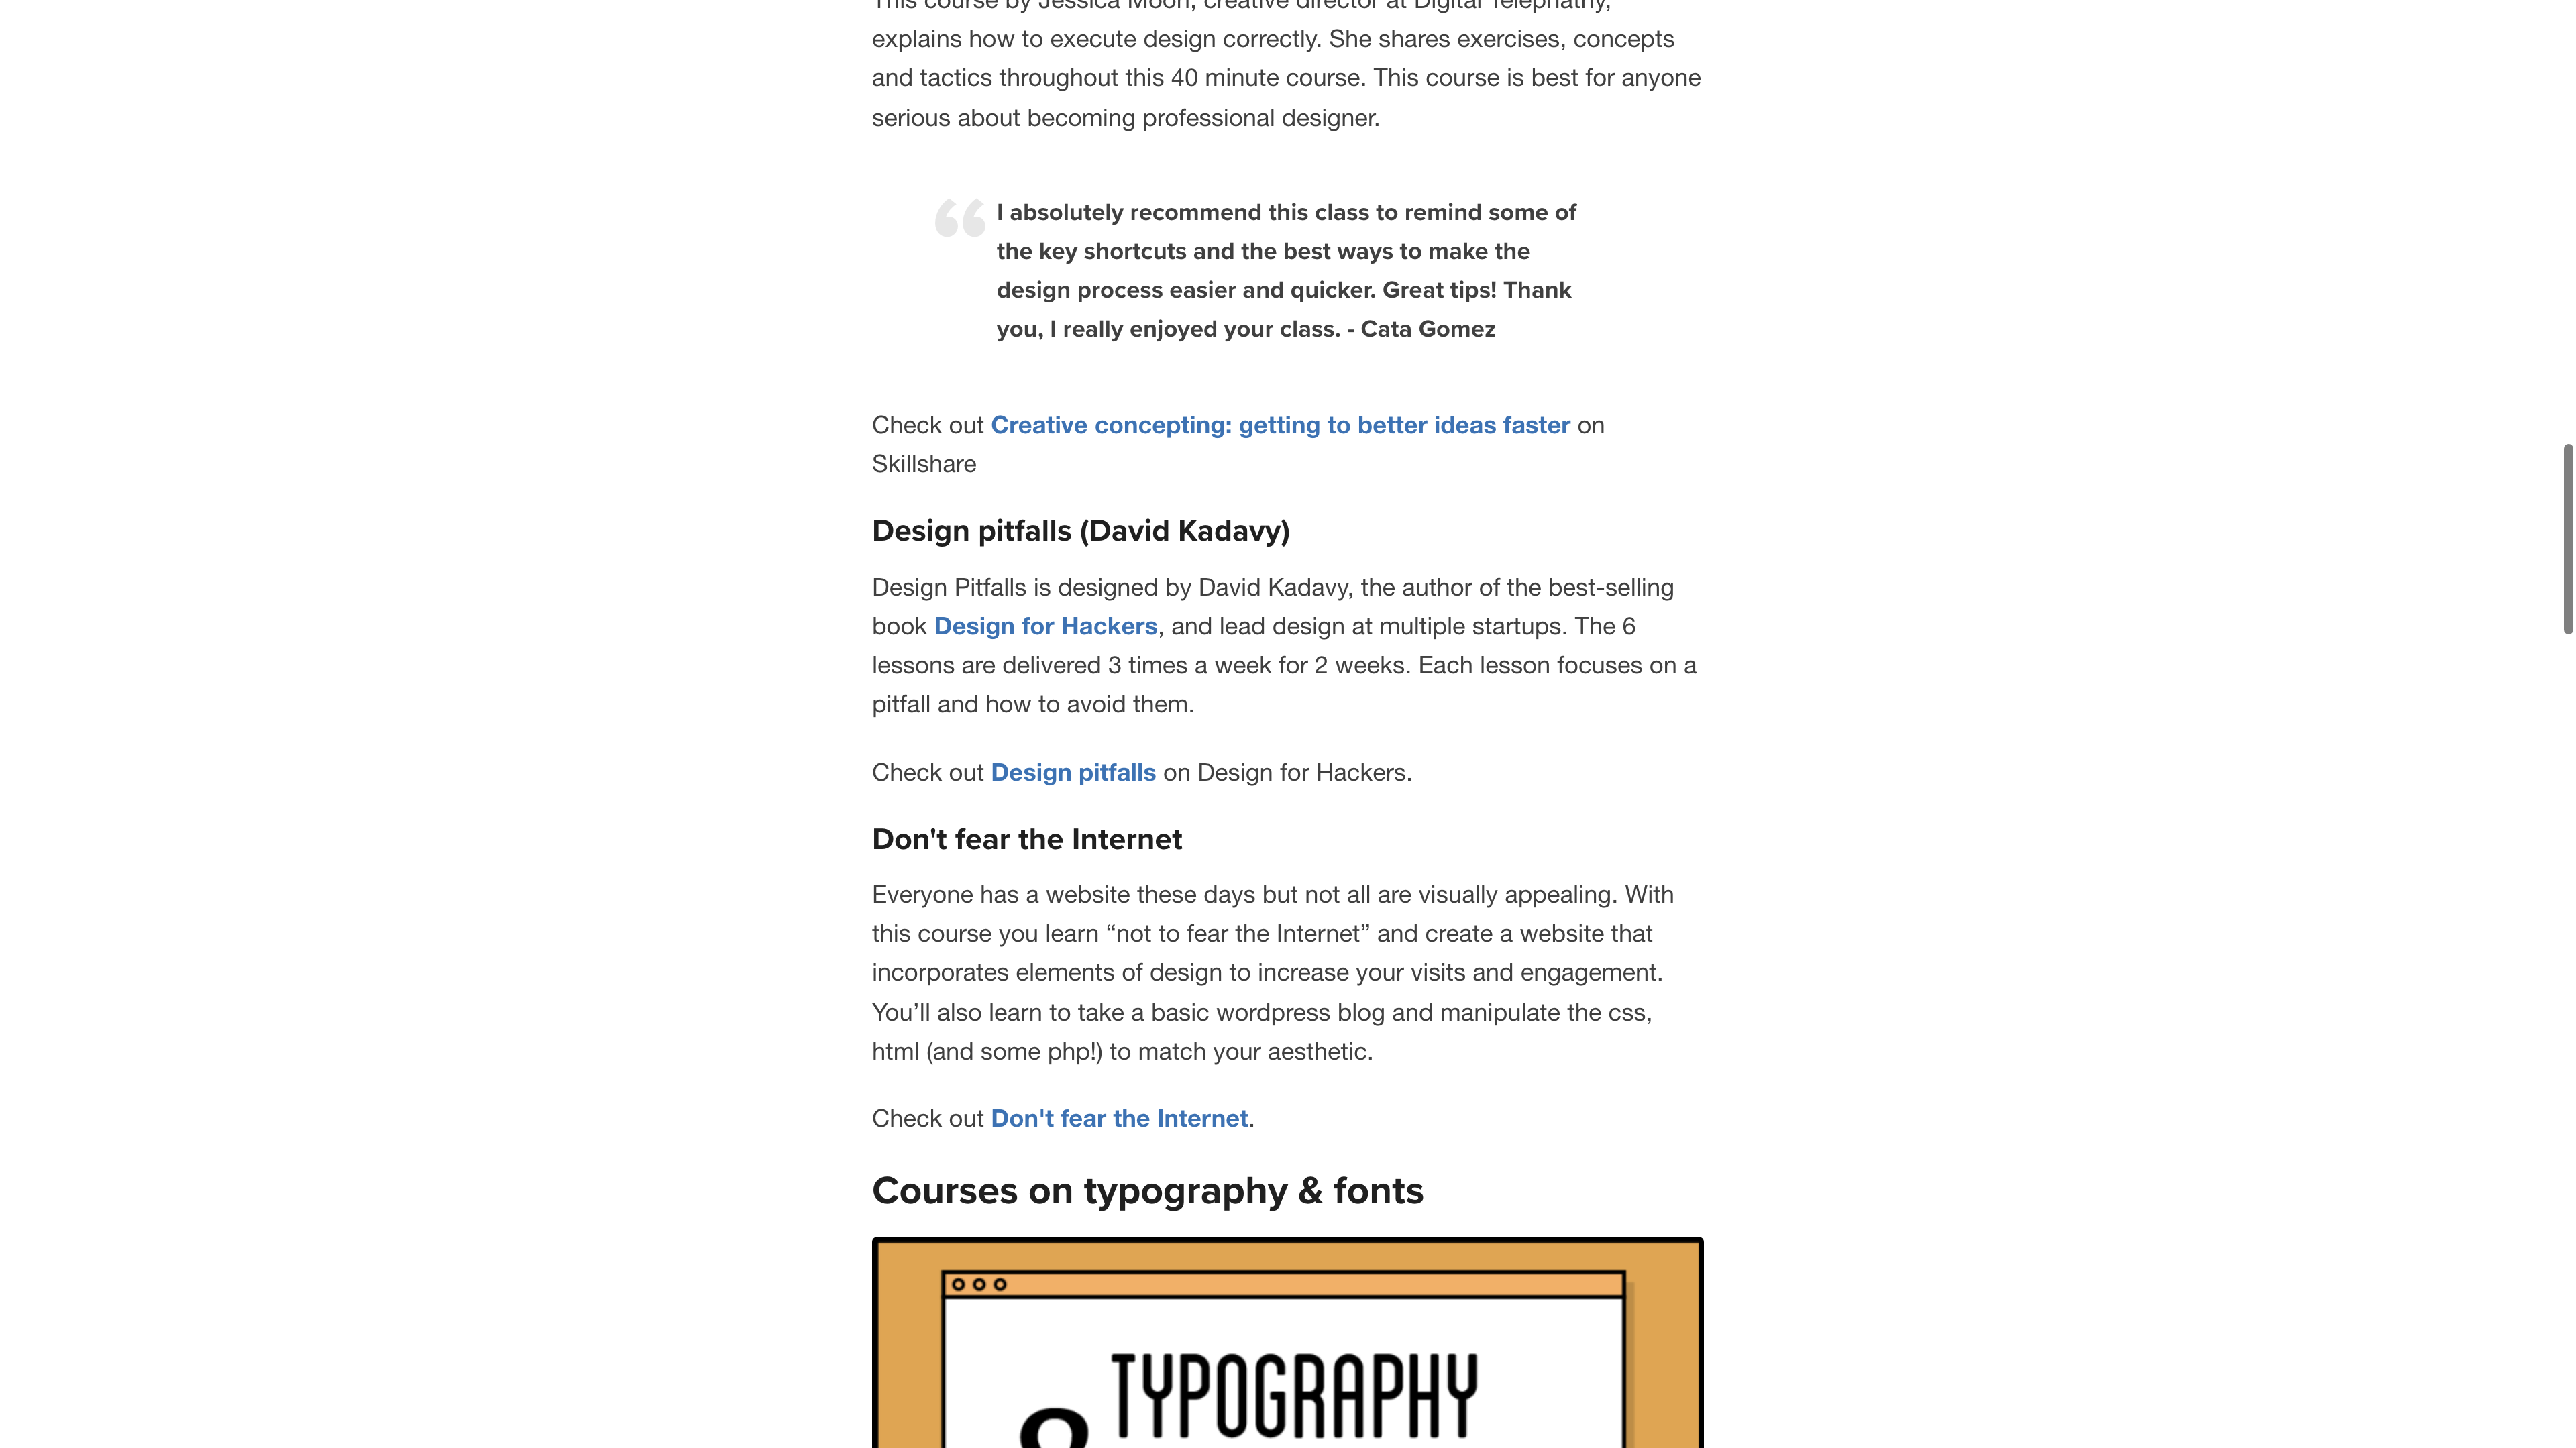 This course by Jessica Moon, creative director at Digital Telephathy,
explains how to execute design correctly. She shares exercises, concepts
and tactics throughout this 40 minute course. This course is best for anyone
serious about becoming professional designer.
I absolutely recommend this class to remind some of
the key shortcuts and the best ways to make the
design process easier and quicker. Great tips! Thank
you, I really enjoyed your class. - Cata Gomez
Check out Creative concepting: getting to better ideas faster on
Skillshare
Design pitfalls (David Kadavy)
Design Pitfalls is designed by David Kadavy, the author of the best-selling
book Design for Hackers, and lead design at multiple startups. The 6
lessons are delivered 3 times a week for 2 weeks. Each lesson focuses on a
pitfall and how to avoid them.
Check out Design pitfalls on Design for Hackers.
Don't fear the Internet
Everyone has a website these days but not all are visually appealing. With
this course you learn “not to fear the Internet” and create a website that
incorporates elements of design to increase your visits and engagement.
You’ll also learn to take a basic wordpress blog and manipulate the css,
html (and some php!) to match your aesthetic.
Check out Don't fear the Internet.
Courses on typography & fonts
TYPOGRAPHY